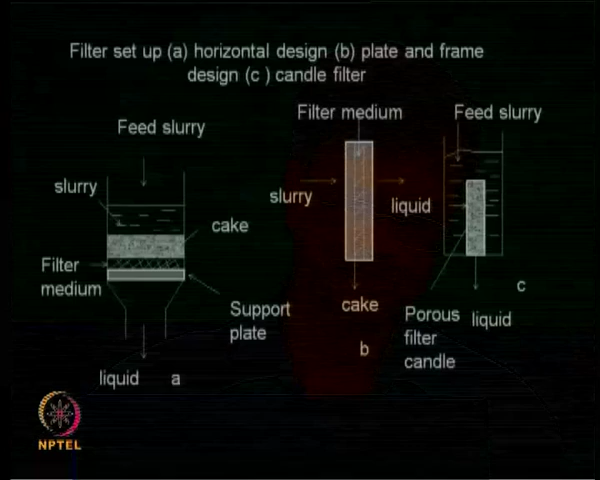 Filter set up (a) horizontal design (b) plate and frame
design (c ) candle filter
Feed slurry
slurry
cake
Filter
medium
Support
plate
liquid
a
Filter medium
slurry
liquid
cake
b
Feed slurry
Porous
filter
candle
liquid
c
NPTEL